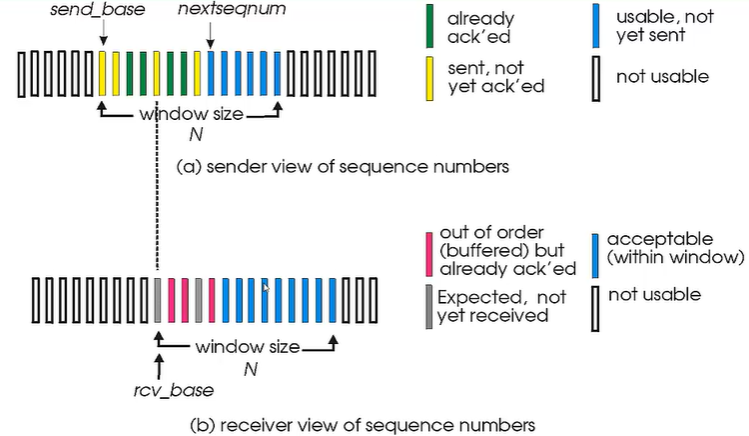 send_base nextseqnum
already
ack'ed
usable, not
yet sent
sent, not
yet ack'ed
not usable
window size
N
(a) sender view of sequence numbers
out of order
(buffered) but
already ack'ed
acceptable
(within window)
Expected, not
yet received
not usable
window size
N
rcv_base
(b) receiver view of sequence numbers